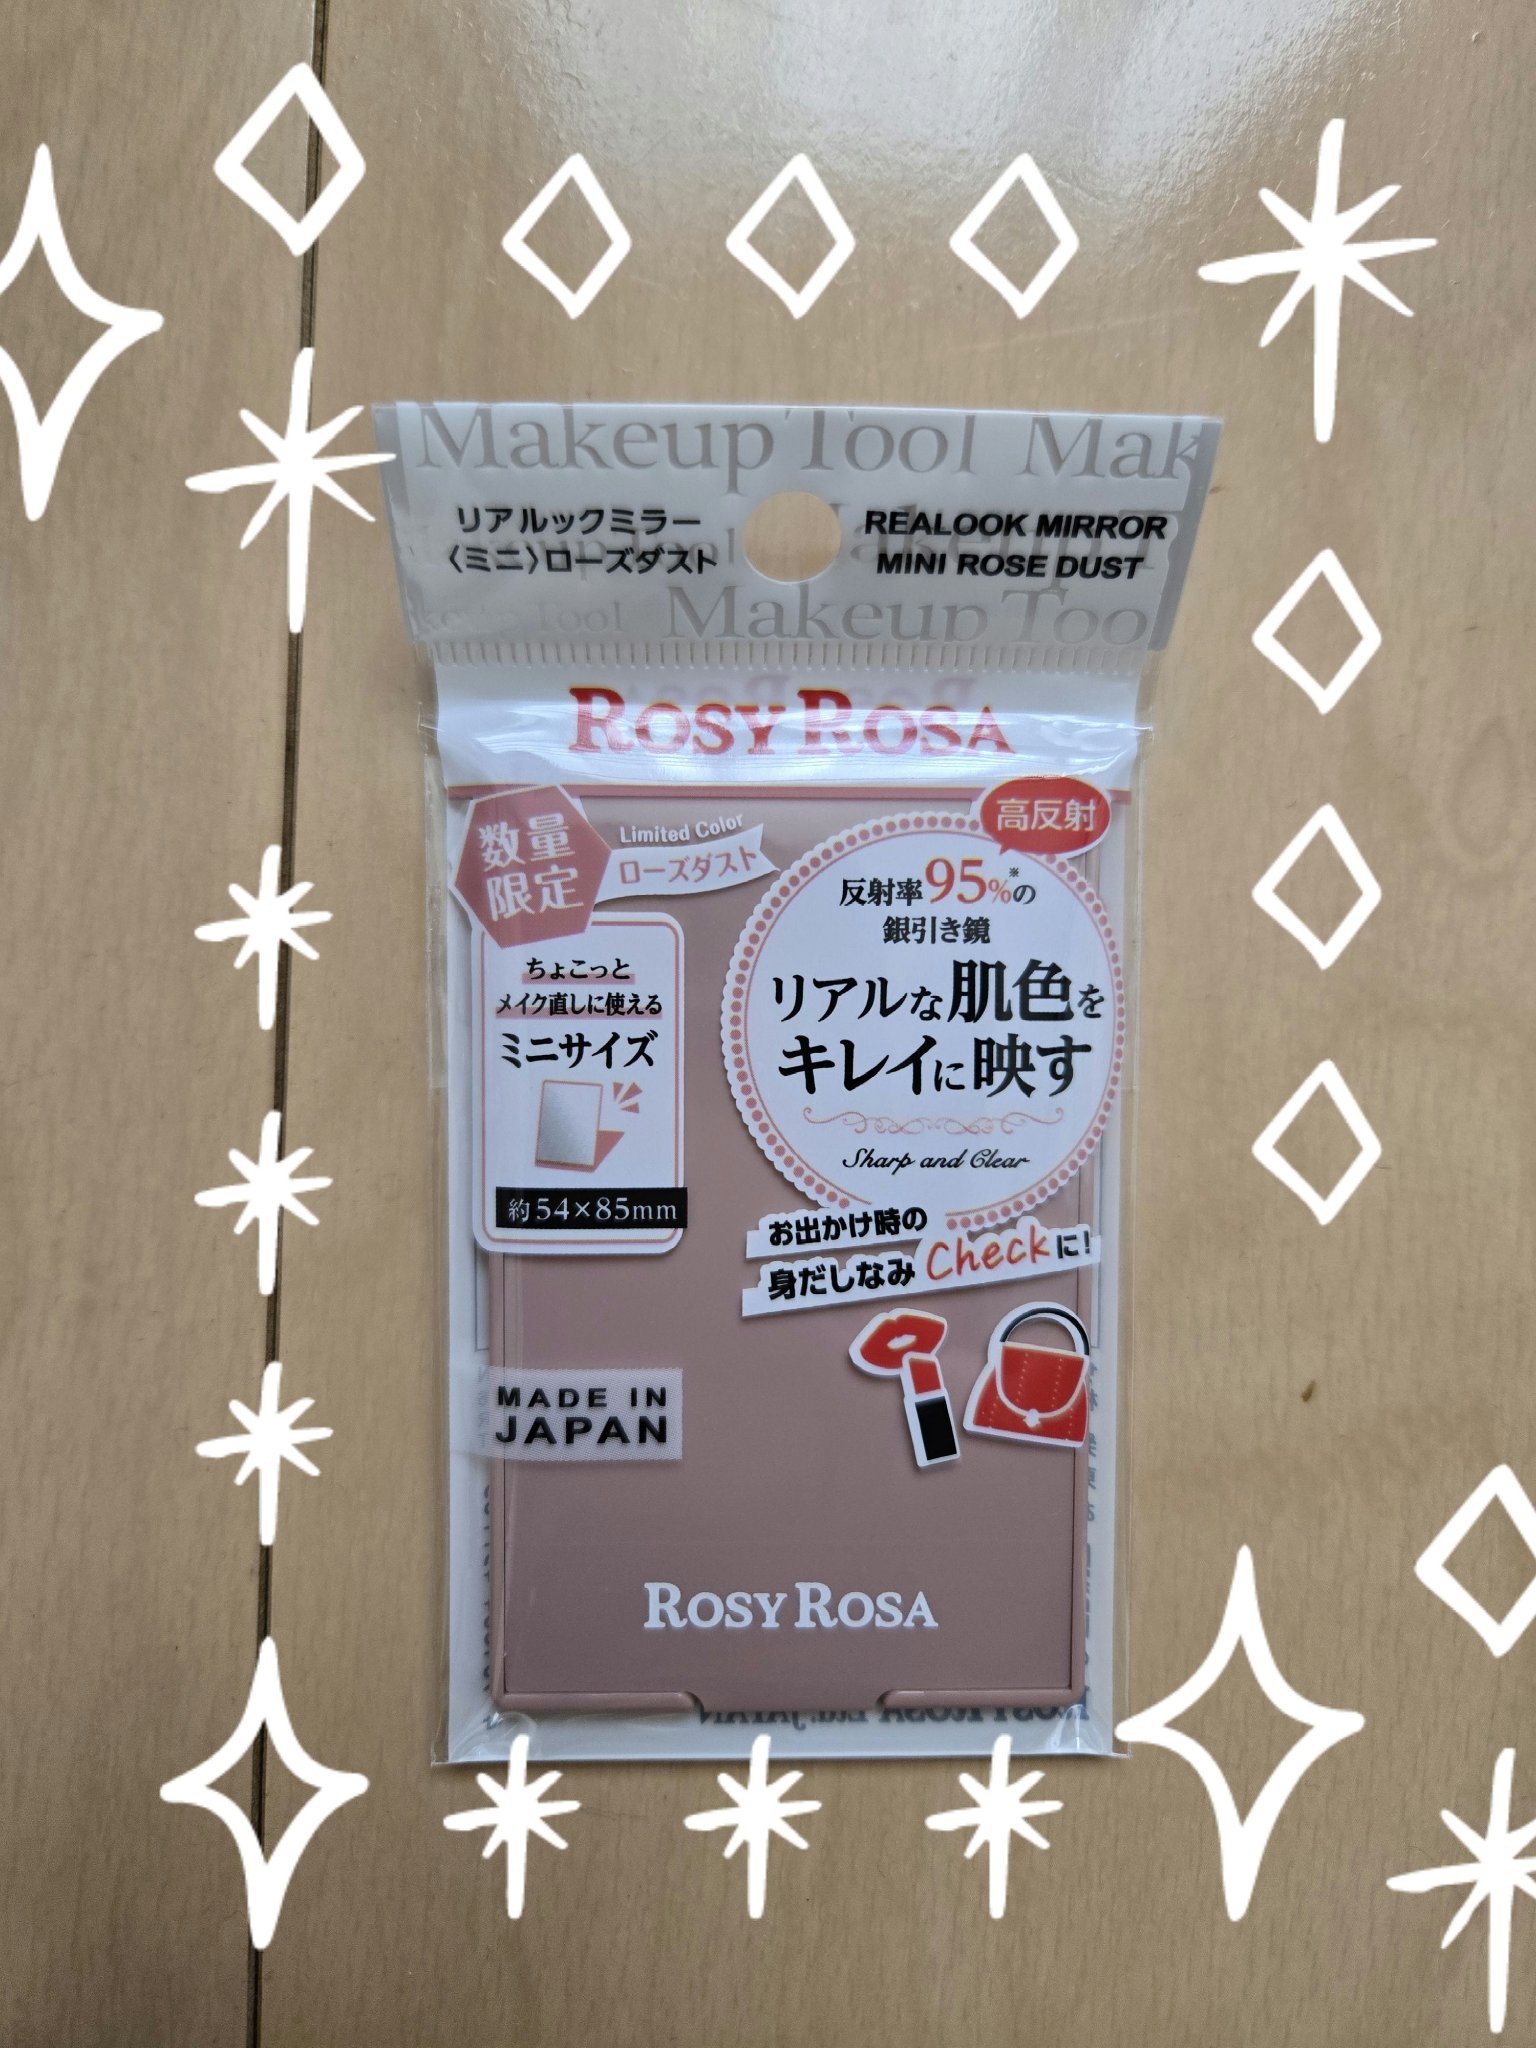 Makeup Tool Mak
リアルックミラー
〈ミニ〉ローズダスト
REALOOK MIRROR
MINI ROSE DUST
Makeup Tool
ROSY ROSA
数量
限定
Limited Color
ローズダスト
高反射
反射率95%※の
銀引き鏡
リアルな肌色を
キレイに映す
Sharp and Clear
ちょこっと
メイク直しに使える
ミニサイズ
約54×85mm
お出かけ時の
身だしなみCheckに!
MADE IN
JAPAN
ROSY ROSA